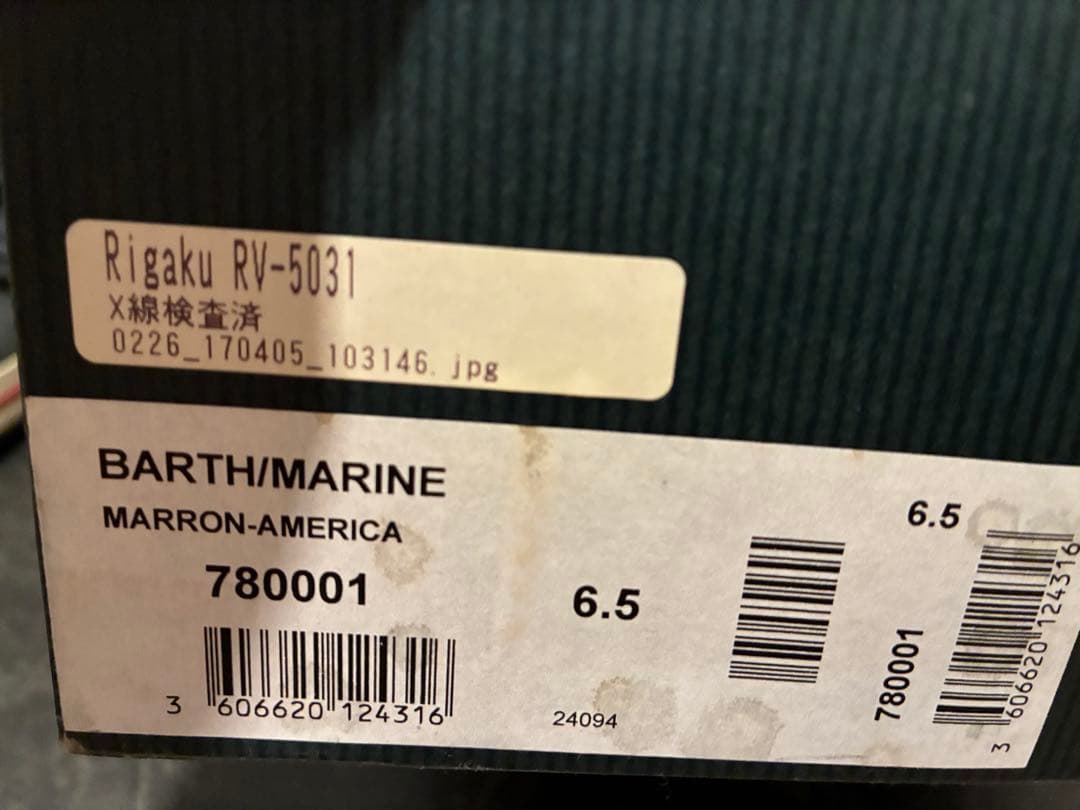 Rigaku RV-5031
X線検査済
0226_170405_103146.jpg
BARTH/MARINE
MARRON-AMERICA
780001
6.5
3 606620 124316
24094
6.5
780001
3 606620 124316